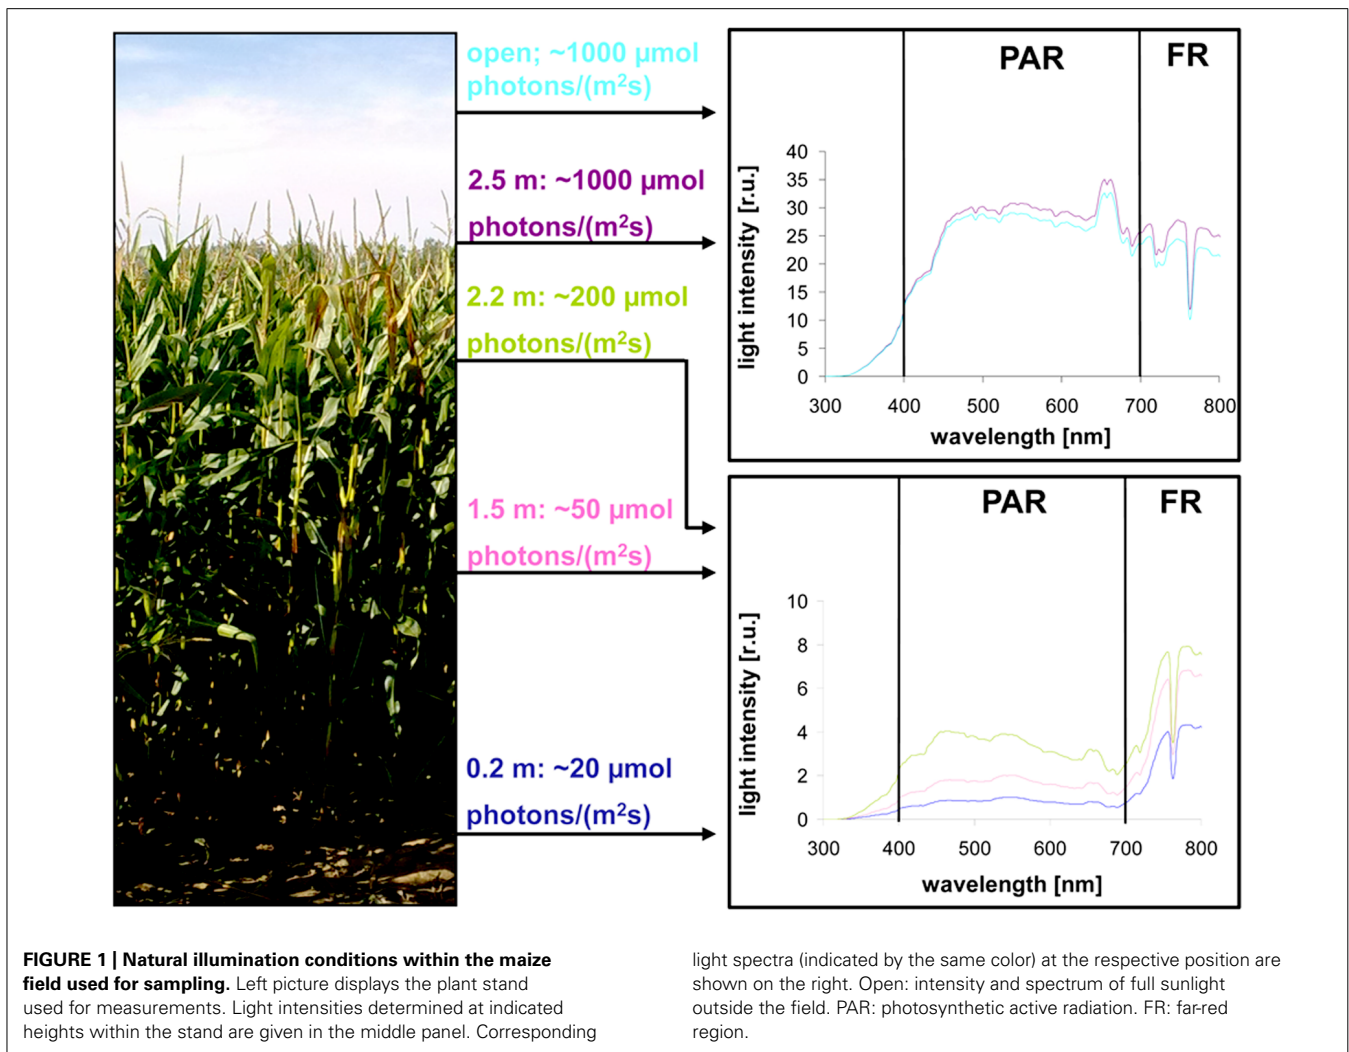 open; ~1000 µmol
photons/(m²s)
2.5 m: ~1000 µmol
photons/(m²s)
2.2 m: ~200 µmol
photons/(m²s)
1.5 m: ~50 µmol
photons/(m²s)
0.2 m: ~20 µmol
photons/(m²s)
PAR
FR
light intensity [r.u.]
40
35
30
25
20
15
10
5
0
300 400 500 600 700 800
wavelength [nm]
PAR
FR
light intensity [r.u.]
10
8
6
4
2
0
300 400 500 600 700 800
wavelength [nm]
FIGURE 1 | Natural illumination conditions within the maize
field used for sampling. Left picture displays the plant stand
used for measurements. Light intensities determined at indicated
heights within the stand are given in the middle panel. Corresponding
light spectra (indicated by the same color) at the respective position are
shown on the right. Open: intensity and spectrum of full sunlight
outside the field. PAR: photosynthetic active radiation. FR: far-red
region.